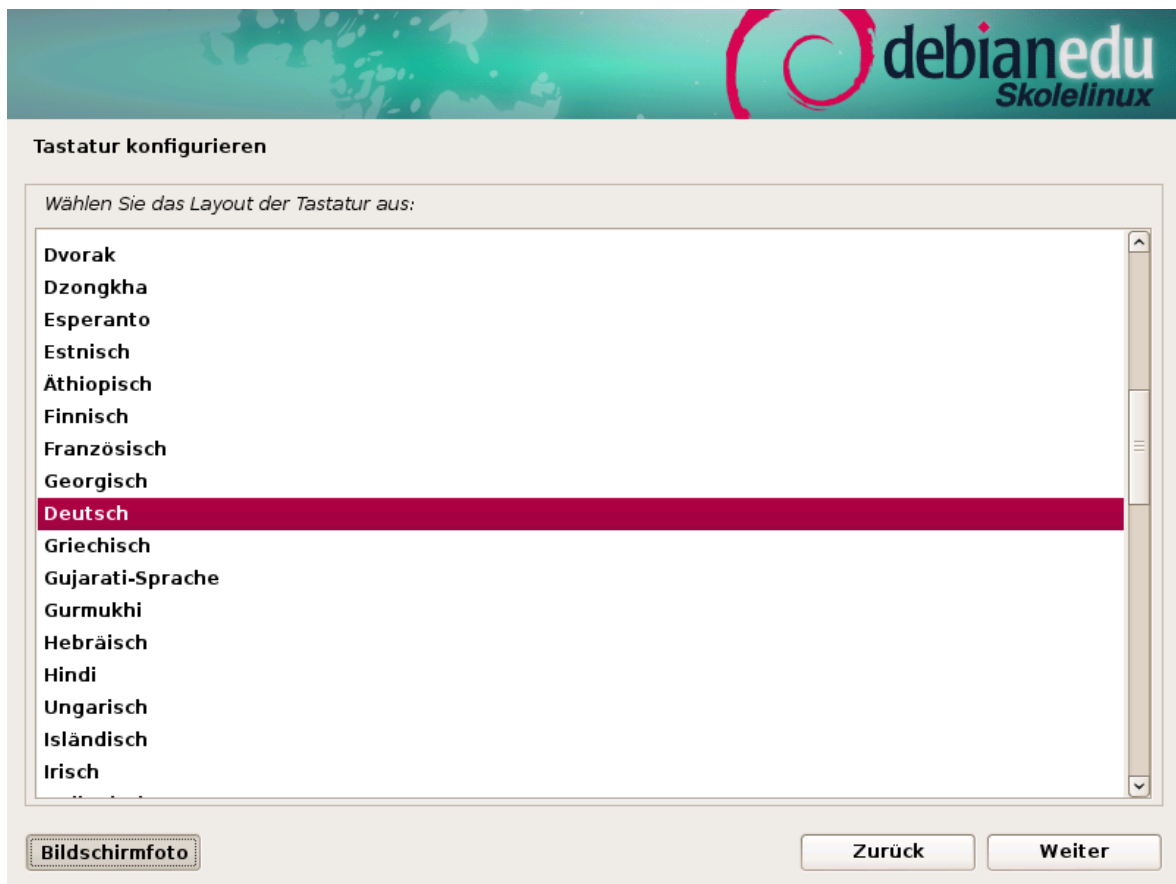 debianedu
Skolelinux
Tastatur konfigurieren
Wählen Sie das Layout der Tastatur aus:
Dvorak
Dzongkha
Esperanto
Estnisch
Äthiopisch
Finnisch
Französisch
Georgisch
Deutsch
Griechisch
Gujarati-Sprache
Gurmukhi
Hebräisch
Hindi
Ungarisch
Isländisch
Irisch
Bildschirmfoto
Zurück
Weiter